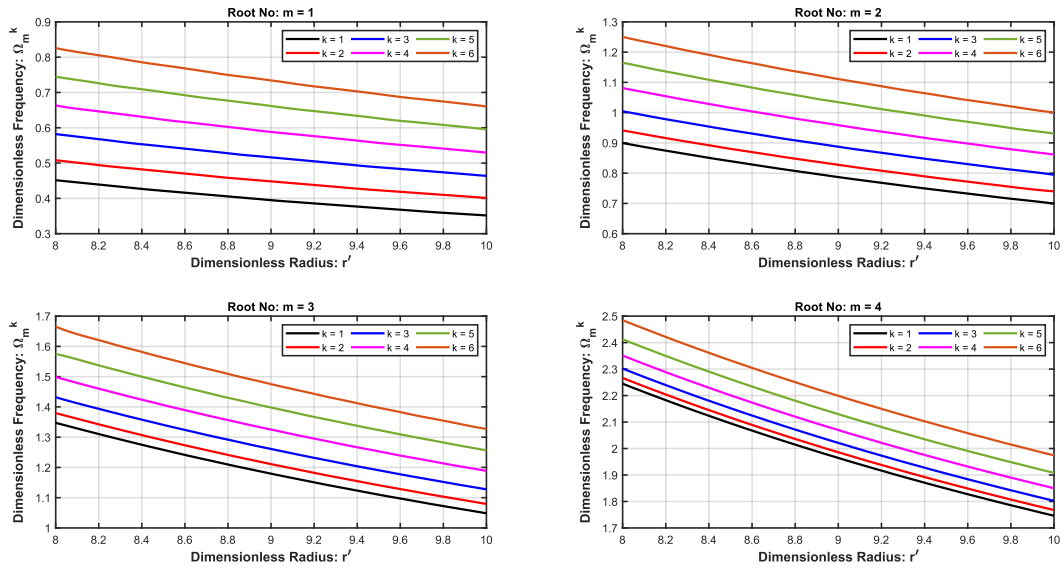 Root No: m = 1
Dimensionless Frequency: Ω_m^k
0.9
0.8
0.7
0.6
0.5
0.4
0.3
k = 1 k = 3 k = 5
k = 2 k = 4 k = 6
8 8.2 8.4 8.6 8.8 9 9.2 9.4 9.6 9.8 10
Dimensionless Radius: r′
Root No: m = 2
Dimensionless Frequency: Ω_m^k
1.3
1.2
1.1
1
0.9
0.8
0.7
0.6
k = 1 k = 3 k = 5
k = 2 k = 4 k = 6
8 8.2 8.4 8.6 8.8 9 9.2 9.4 9.6 9.8 10
Dimensionless Radius: r′
Root No: m = 3
Dimensionless Frequency: Ω_m^k
1.7
1.6
1.5
1.4
1.3
1.2
1.1
1
k = 1 k = 3 k = 5
k = 2 k = 4 k = 6
8 8.2 8.4 8.6 8.8 9 9.2 9.4 9.6 9.8 10
Dimensionless Radius: r′
Root No: m = 4
Dimensionless Frequency: Ω_m^k
2.5
2.4
2.3
2.2
2.1
2
1.9
1.8
1.7
k = 1 k = 3 k = 5
k = 2 k = 4 k = 6
8 8.2 8.4 8.6 8.8 9 9.2 9.4 9.6 9.8 10
Dimensionless Radius: r′